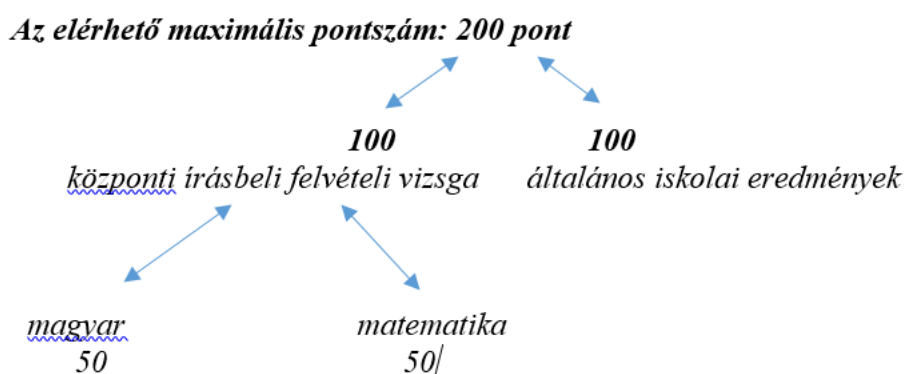 Az elérhető maximális pontszám: 200 pont
100 100
központi írásbeli felvételi vizsga általános iskolai eredmények
magyar matematika
50 50